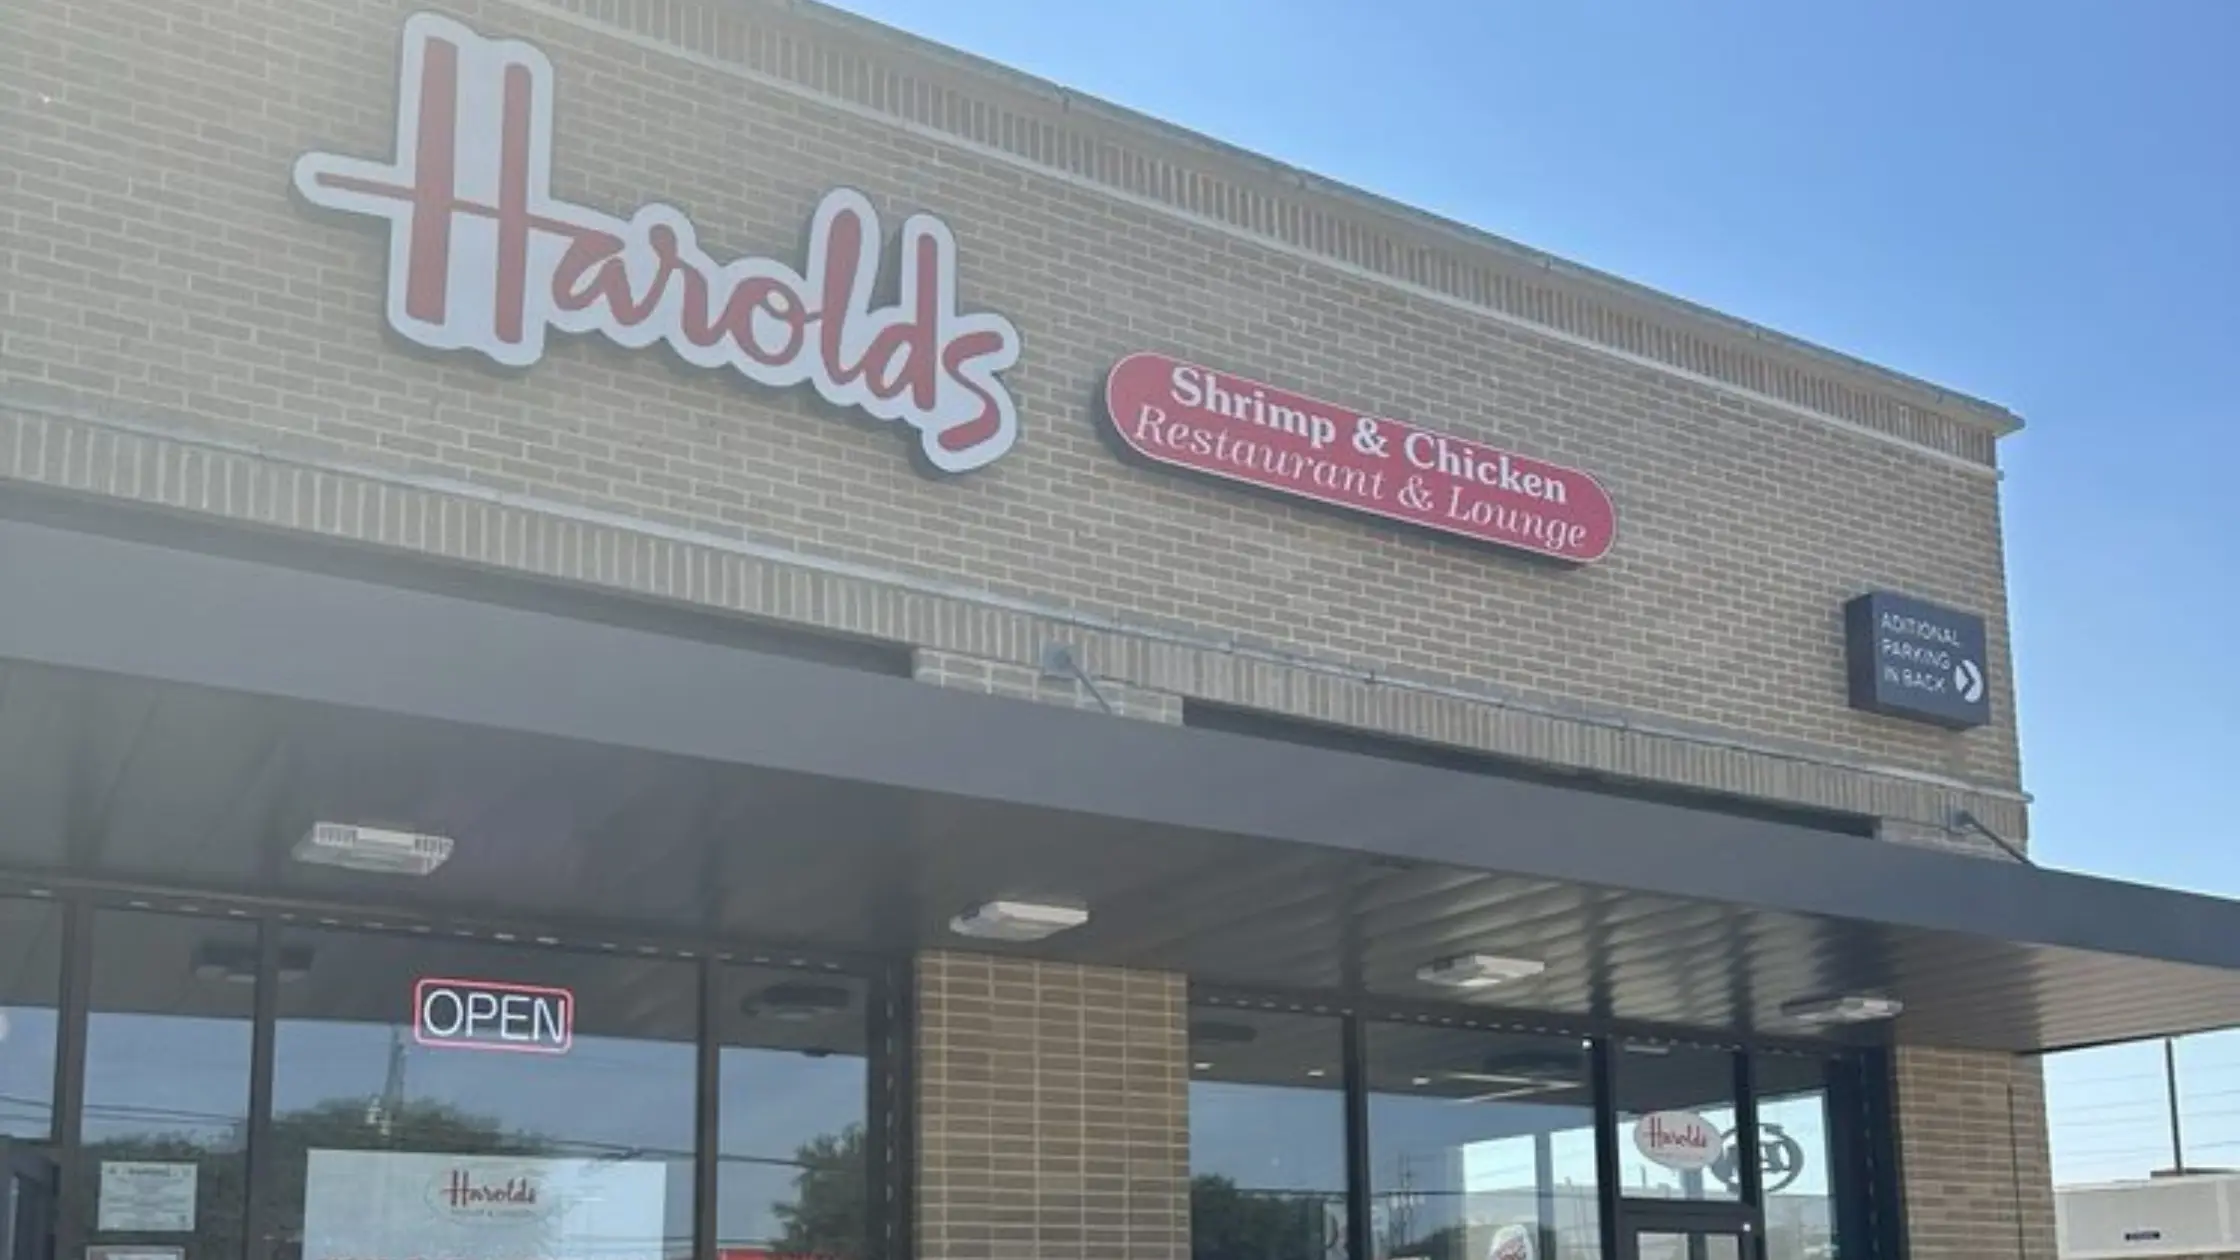 Harolds
Shrimp & Chicken
Restaurant & Lounge
ADITIONAL
PARKING
IN BACK
OPEN
Harolds
Harolds